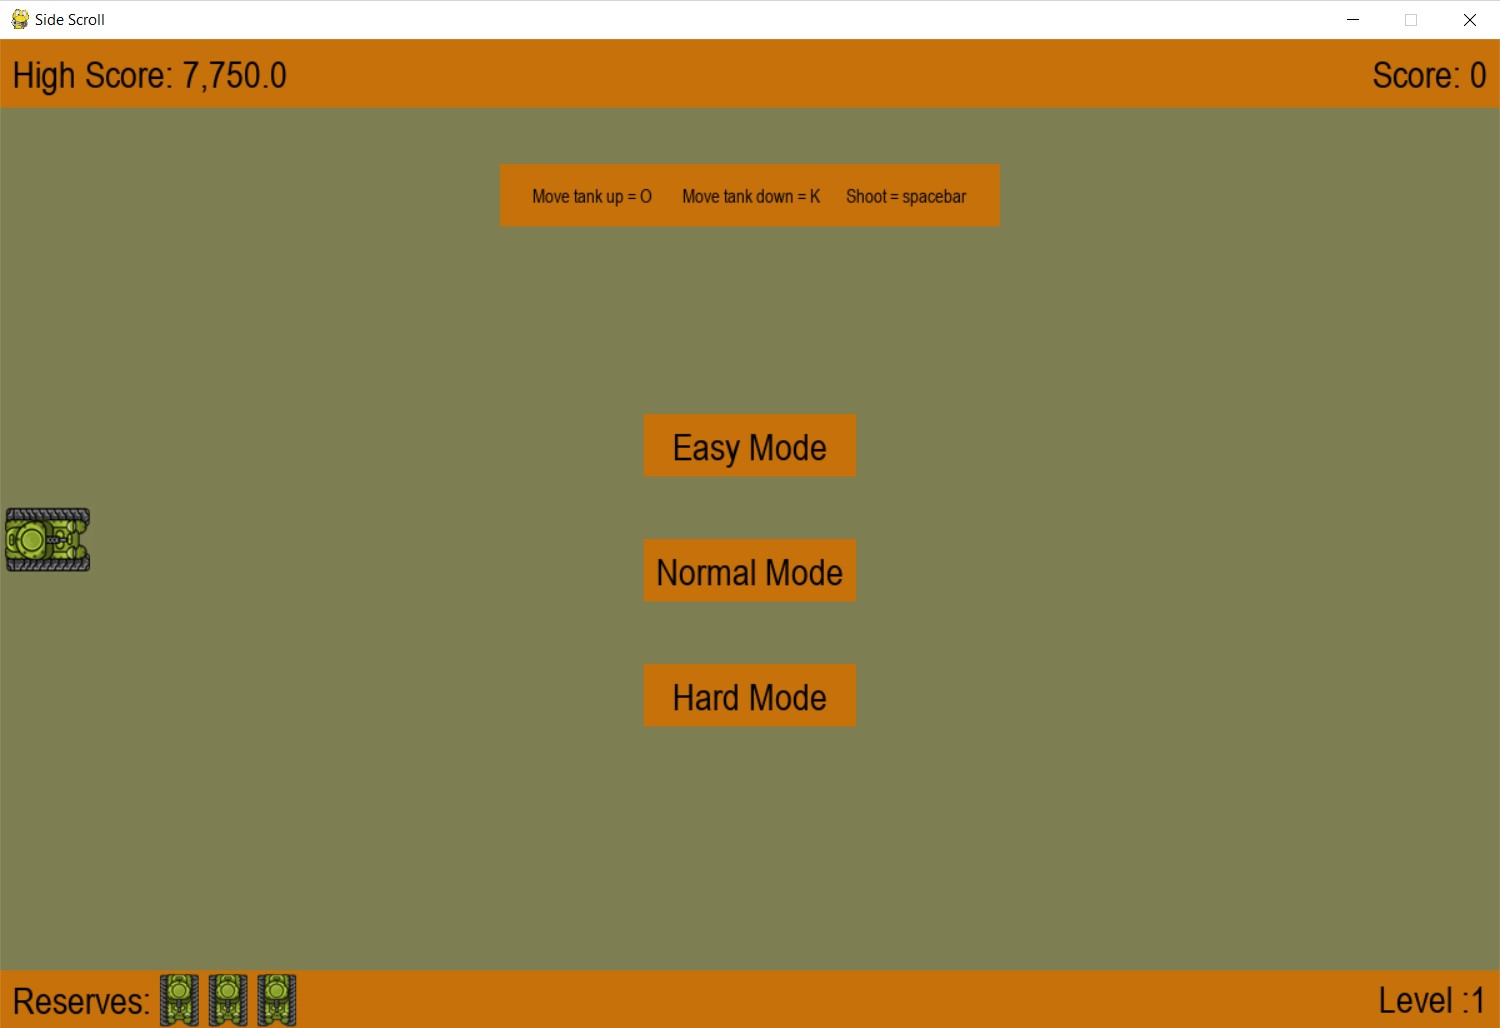 Side Scroll
High Score: 7,750.0
Score: 0
Move tank up = O
Move tank down = K
Shoot = spacebar
Easy Mode
Normal Mode
Hard Mode
Reserves:
Level :1